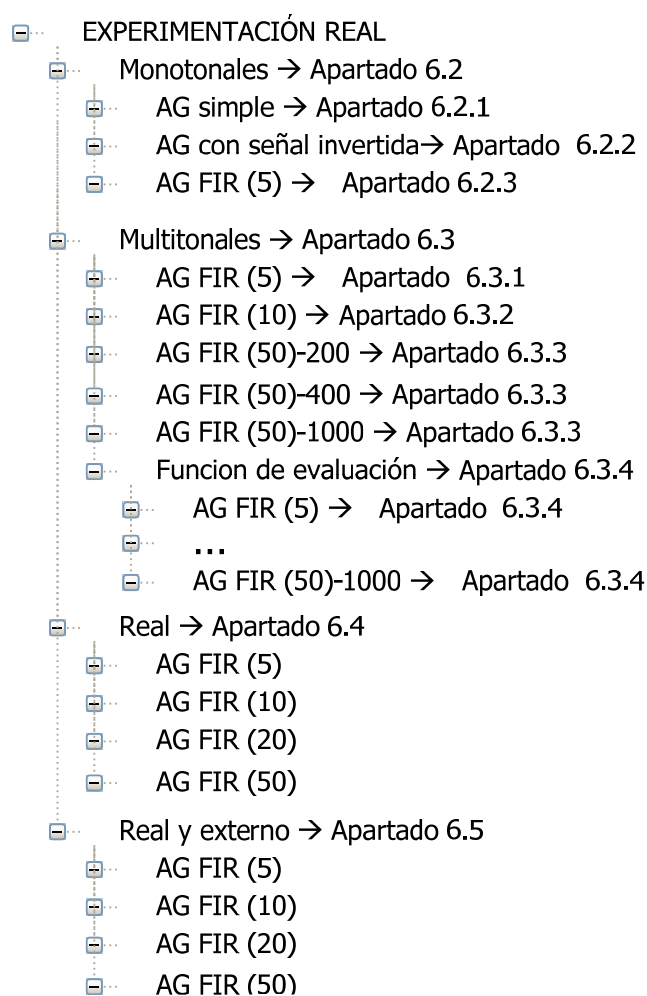 EXPERIMENTACIÓN REAL
Monotonales → Apartado 6.2
AG simple → Apartado 6.2.1
AG con señal invertida→ Apartado 6.2.2
AG FIR (5) → Apartado 6.2.3
Multitonales → Apartado 6.3
AG FIR (5) → Apartado 6.3.1
AG FIR (10) → Apartado 6.3.2
AG FIR (50)-200 → Apartado 6.3.3
AG FIR (50)-400 → Apartado 6.3.3
AG FIR (50)-1000 → Apartado 6.3.3
Funcion de evaluación → Apartado 6.3.4
AG FIR (5) → Apartado 6.3.4
...
AG FIR (50)-1000 → Apartado 6.3.4
Real → Apartado 6.4
AG FIR (5)
AG FIR (10)
AG FIR (20)
AG FIR (50)
Real y externo → Apartado 6.5
AG FIR (5)
AG FIR (10)
AG FIR (20)
AG FIR (50)